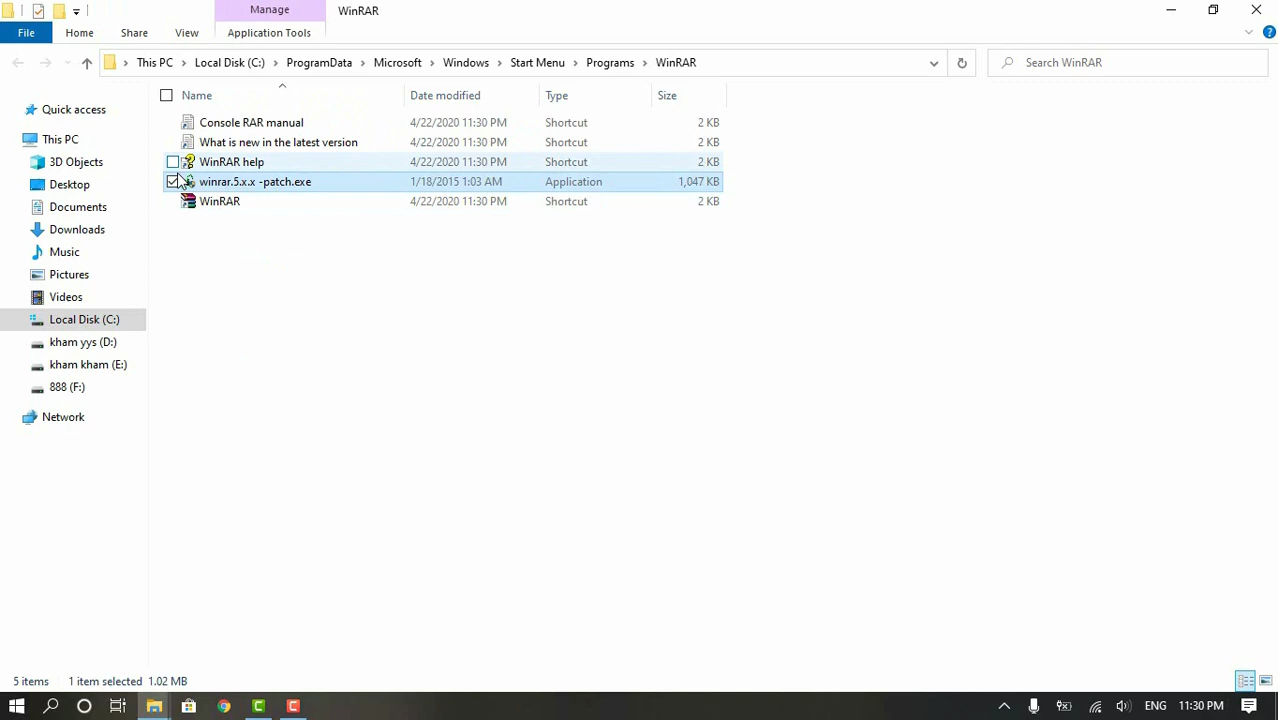 Manage
WinRAR
File
Home
Share
View
Application Tools
This PC
Local Disk (C:)
ProgramData
Microsoft
Windows
Start Menu
Programs
WinRAR
Search WinRAR
Name
Date modified
Type
Size
Console RAR manual 4/22/2020 11:30 PM Shortcut 2 KB
What is new in the latest version 4/22/2020 11:30 PM Shortcut 2 KB
WinRAR help 4/22/2020 11:30 PM Shortcut 2 KB
winrar.5.x.x -patch.exe 1/18/2015 1:03 AM Application 1,047 KB
WinRAR 4/22/2020 11:30 PM Shortcut 2 KB
Quick access
This PC
3D Objects
Desktop
Documents
Downloads
Music
Pictures
Videos
Local Disk (C:)
kham yys (D:)
kham kham (E:)
888 (F:)
Network
5 items
1 item selected 1.02 MB
ENG
11:30 PM